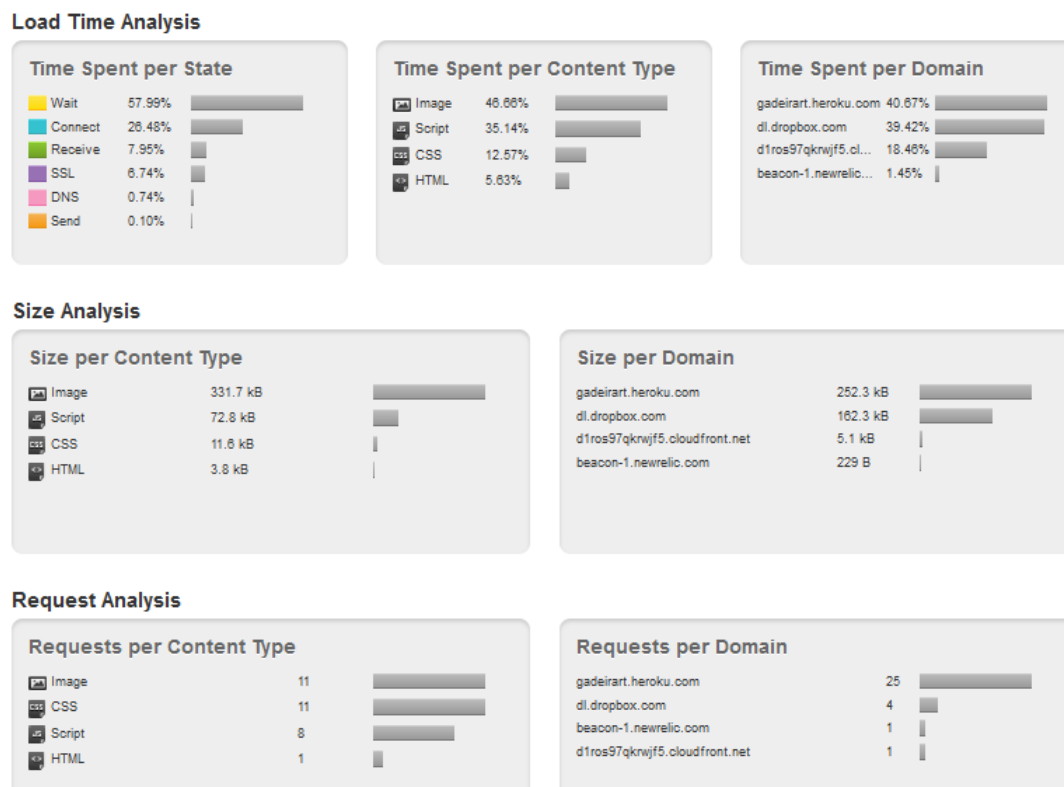 Load Time Analysis
Time Spent per State
Wait 57.99%
Connect 26.48%
Receive 7.95%
SSL 6.74%
DNS 0.74%
Send 0.10%
Time Spent per Content Type
Image 46.66%
JS Script 35.14%
CSS CSS 12.57%
<> HTML 5.63%
Time Spent per Domain
gadeirart.heroku.com 40.67%
dl.dropbox.com 39.42%
d1ros97qkrwjf5.cl... 18.46%
beacon-1.newrelic... 1.45%
Size Analysis
Size per Content Type
Image 331.7 kB
JS Script 72.8 kB
CSS CSS 11.6 kB
<> HTML 3.8 kB
Size per Domain
gadeirart.heroku.com 252.3 kB
dl.dropbox.com 162.3 kB
d1ros97qkrwjf5.cloudfront.net 5.1 kB
beacon-1.newrelic.com 229 B
Request Analysis
Requests per Content Type
Image 11
CSS CSS 11
JS Script 8
<> HTML 1
Requests per Domain
gadeirart.heroku.com 25
dl.dropbox.com 4
beacon-1.newrelic.com 1
d1ros97qkrwjf5.cloudfront.net 1